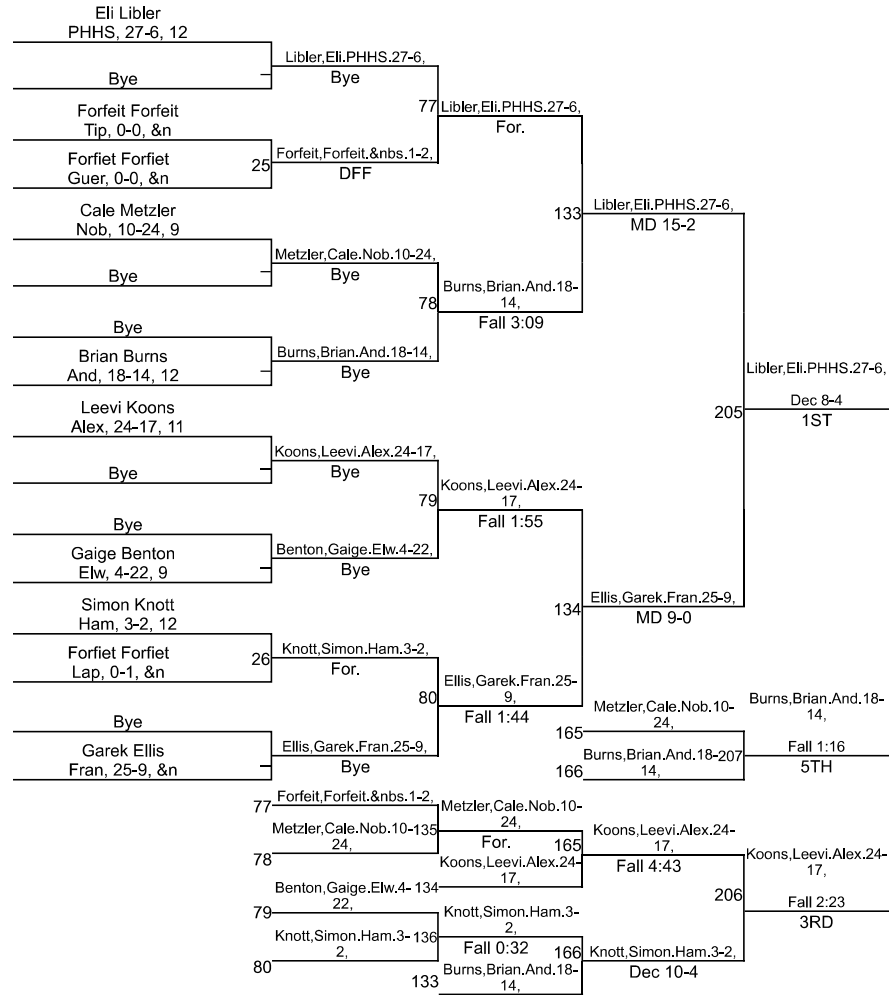 Eli Libler
PHHS, 27-6, 12
Libler,Eli.PHHS.27-6,
Bye
Bye
77
Libler,Eli.PHHS.27-6,
For.
Forfeit Forfeit
Tip, 0-0, &n
Forfeit,Forfeit.&nbs.1-2,
25
DFF
Forfiet Forfiet
Guer, 0-0, &n
133
Libler,Eli.PHHS.27-6,
MD 15-2
Cale Metzler
Nob, 10-24, 9
Metzler,Cale.Nob.10-24,
Bye
Bye
78
Burns,Brian.And.18-
14,
Fall 3:09
Bye
Burns,Brian.And.18-14,
Bye
Brian Burns
And, 18-14, 12
Libler,Eli.PHHS.27-6,
205
Dec 8-4
1ST
Leevi Koons
Alex, 24-17, 11
Koons,Leevi.Alex.24-17,
Bye
Bye
79
Koons,Leevi.Alex.24-
17,
Fall 1:55
Bye
Benton,Gaige.Elw.4-22,
Bye
Gaige Benton
Elw, 4-22, 9
134
Ellis,Garek.Fran.25-9,
MD 9-0
Simon Knott
Ham, 3-2, 12
26
Knott,Simon.Ham.3-2,
For.
Forfiet Forfiet
Lap, 0-1, &n
80
Ellis,Garek.Fran.25-
9,
Fall 1:44
Bye
Ellis,Garek.Fran.25-9,
Bye
Garek Ellis
Fran, 25-9, &n
Metzler,Cale.Nob.10-
24,
165
Burns,Brian.And.18-
14,
166
207
Burns,Brian.And.18-
14,
Fall 1:16
5TH
77
Forfeit,Forfeit.&nbs.1-2,
Metzler,Cale.Nob.10-
24,
78
135
Metzler,Cale.Nob.10-
24,
For.
165
Koons,Leevi.Alex.24-
17,
134
Koons,Leevi.Alex.24-
17,
Fall 4:43
Benton,Gaige.Elw.4-
22,
79
Knott,Simon.Ham.3-
2,
80
136
Knott,Simon.Ham.3-
2,
Fall 0:32
166
133
Burns,Brian.And.18-
14,
Knott,Simon.Ham.3-2,
Dec 10-4
206
Koons,Leevi.Alex.24-
17,
Fall 2:23
3RD